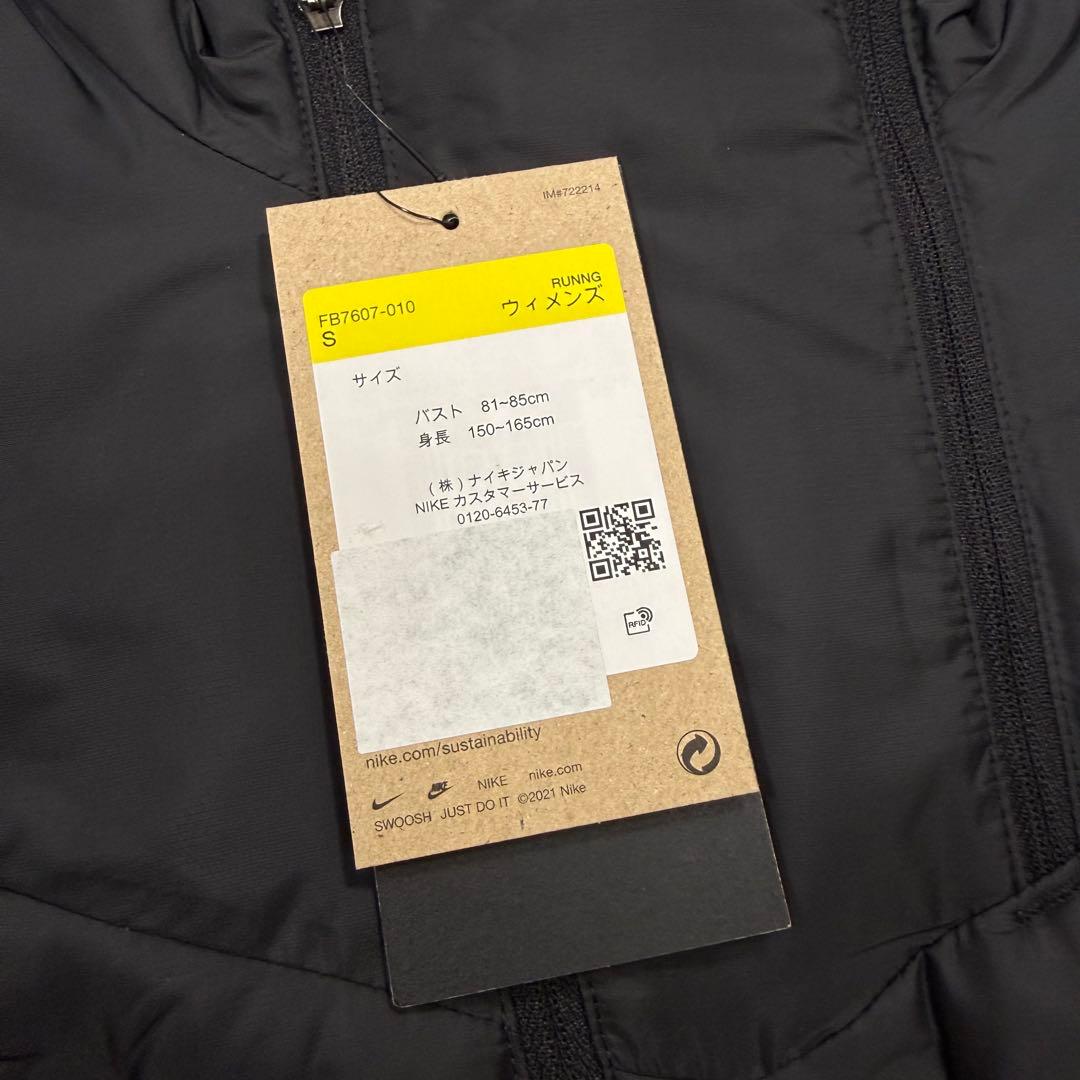 IM#722214
RUNNG
FB7607-010 ウィメンズ
S
サイズ
バスト 81~85cm
身長 150~165cm
(株)ナイキジャパン
NIKE カスタマーサービス
0120-6453-77
RFID
nike.com/sustainability
NIKE NIKE nike.com
SWOOSH JUST DO IT ©2021 Nike